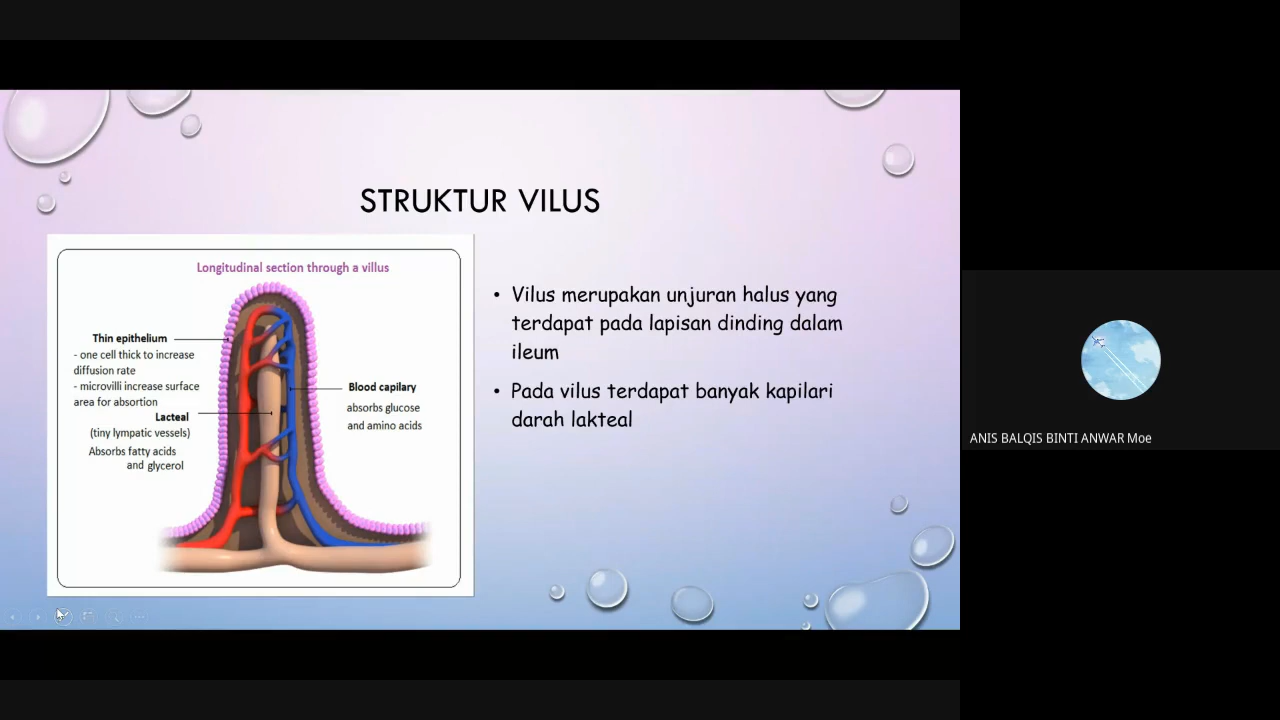 STRUKTUR VILUS
Longitudinal section through a villus
Thin epithelium
- one cell thick to increase
diffusion rate
- microvilli increase surface
area for absortion
Lacteal
(tiny lympatic vessels)
Absorbs fatty acids
and glycerol
Blood capilary
absorbs glucose
and amino acids
• Vilus merupakan unjuran halus yang
terdapat pada lapisan dinding dalam
ileum
• Pada vilus terdapat banyak kapilari
darah lakteal
ANIS BALQIS BINTI ANWAR Moe